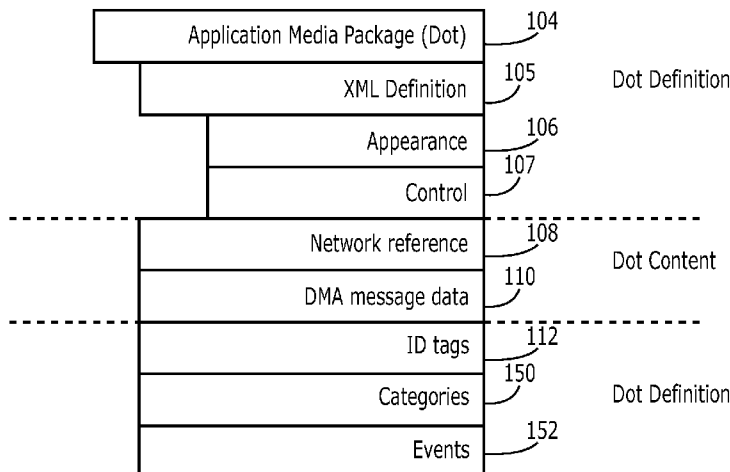 Application Media Package (Dot) 104
XML Definition 105 Dot Definition
Appearance 106
Control 107
Network reference 108 Dot Content
DMA message data 110
ID tags 112
Categories 150 Dot Definition
Events 152